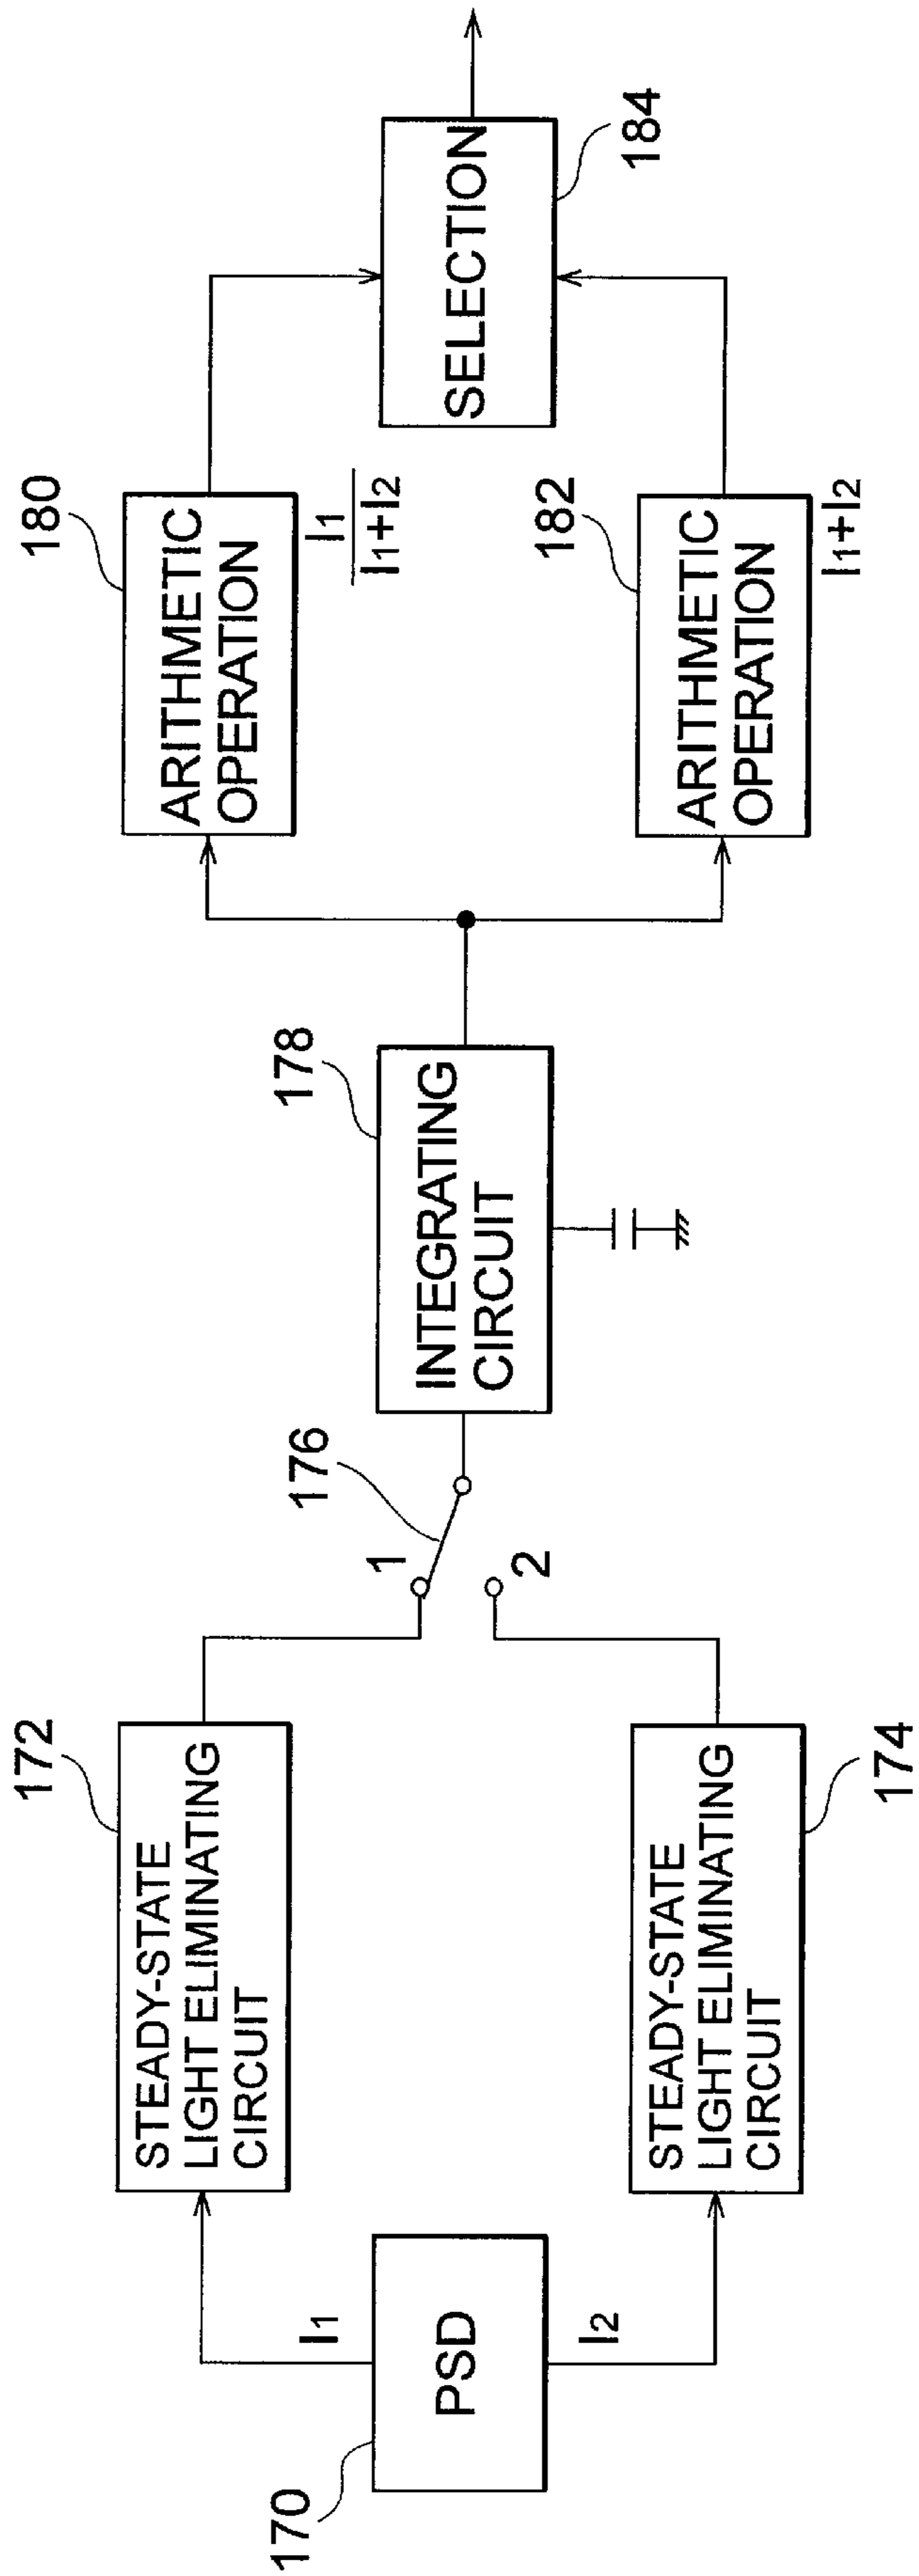 170
PSD
I1
I2
172
STEADY-STATE
LIGHT ELIMINATING
CIRCUIT
STEADY-STATE
LIGHT ELIMINATING
CIRCUIT
174
1
2
176
178
INTEGRATING
CIRCUIT
180
ARITHMETIC
OPERATION
I1
I1+I2
182
ARITHMETIC
OPERATION
I1+I2
SELECTION
184